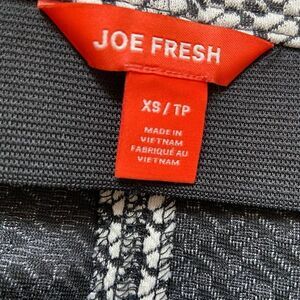 JOE FRESH
XS / TP
MADE IN
VIETNAM
FABRIQUÉ AU
VIETNAM